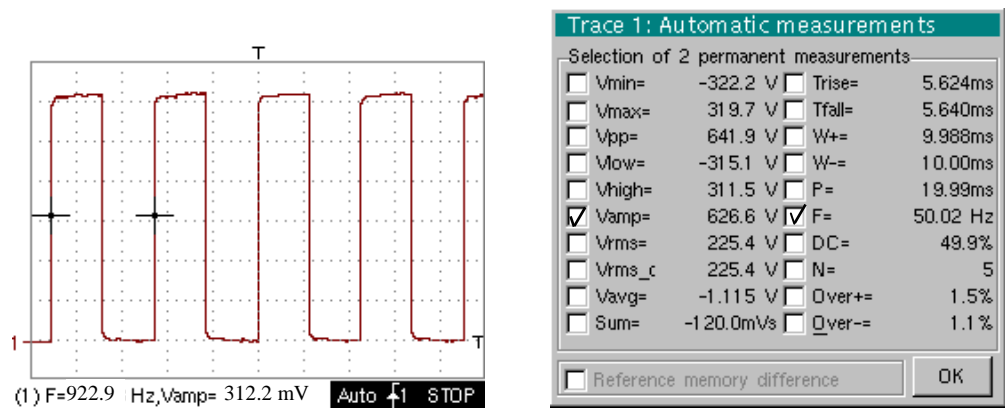 T
1
T
(1) F=922.9 Hz,Vamp= 312.2 mV Auto 1 STOP
Trace 1: Automatic measurements
Selection of 2 permanent measurements
Vmin= -322.2 V Trise= 5.624ms
Vmax= 319.7 V Tfall= 5.640ms
Vpp= 641.9 V W+= 9.988ms
Vlow= -315.1 V W-= 10.00ms
Vhigh= 311.5 V P= 19.99ms
Vamp= 626.6 V F= 50.02 Hz
Vrms= 225.4 V DC= 49.9%
Vrms_c 225.4 V N= 5
Vavg= -1.115 V Over+= 1.5%
Sum= -120.0mVs Over-= 1.1%
Reference memory difference OK